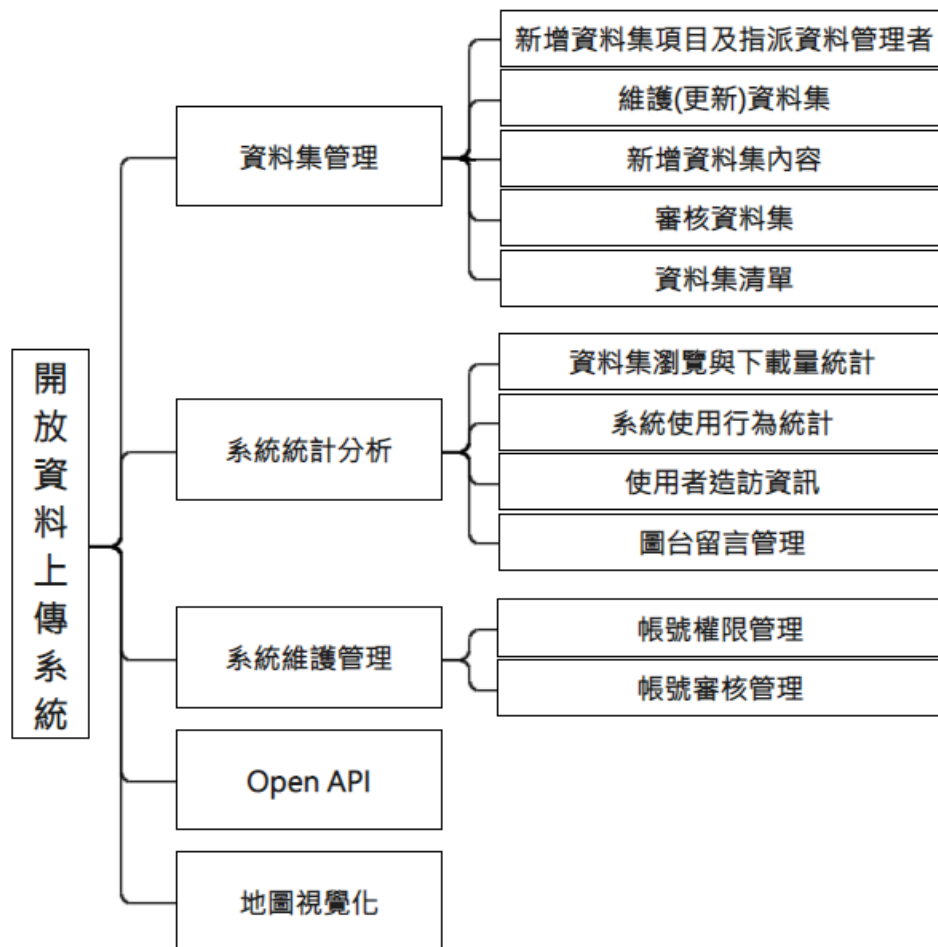 開放資料上傳系統
資料集管理
新增資料集項目及指派資料管理者
維護(更新)資料集
新增資料集內容
審核資料集
資料集清單
系統統計分析
資料集瀏覽與下載量統計
系統使用行為統計
使用者造訪資訊
圖台留言管理
系統維護管理
帳號權限管理
帳號審核管理
Open API
地圖視覺化